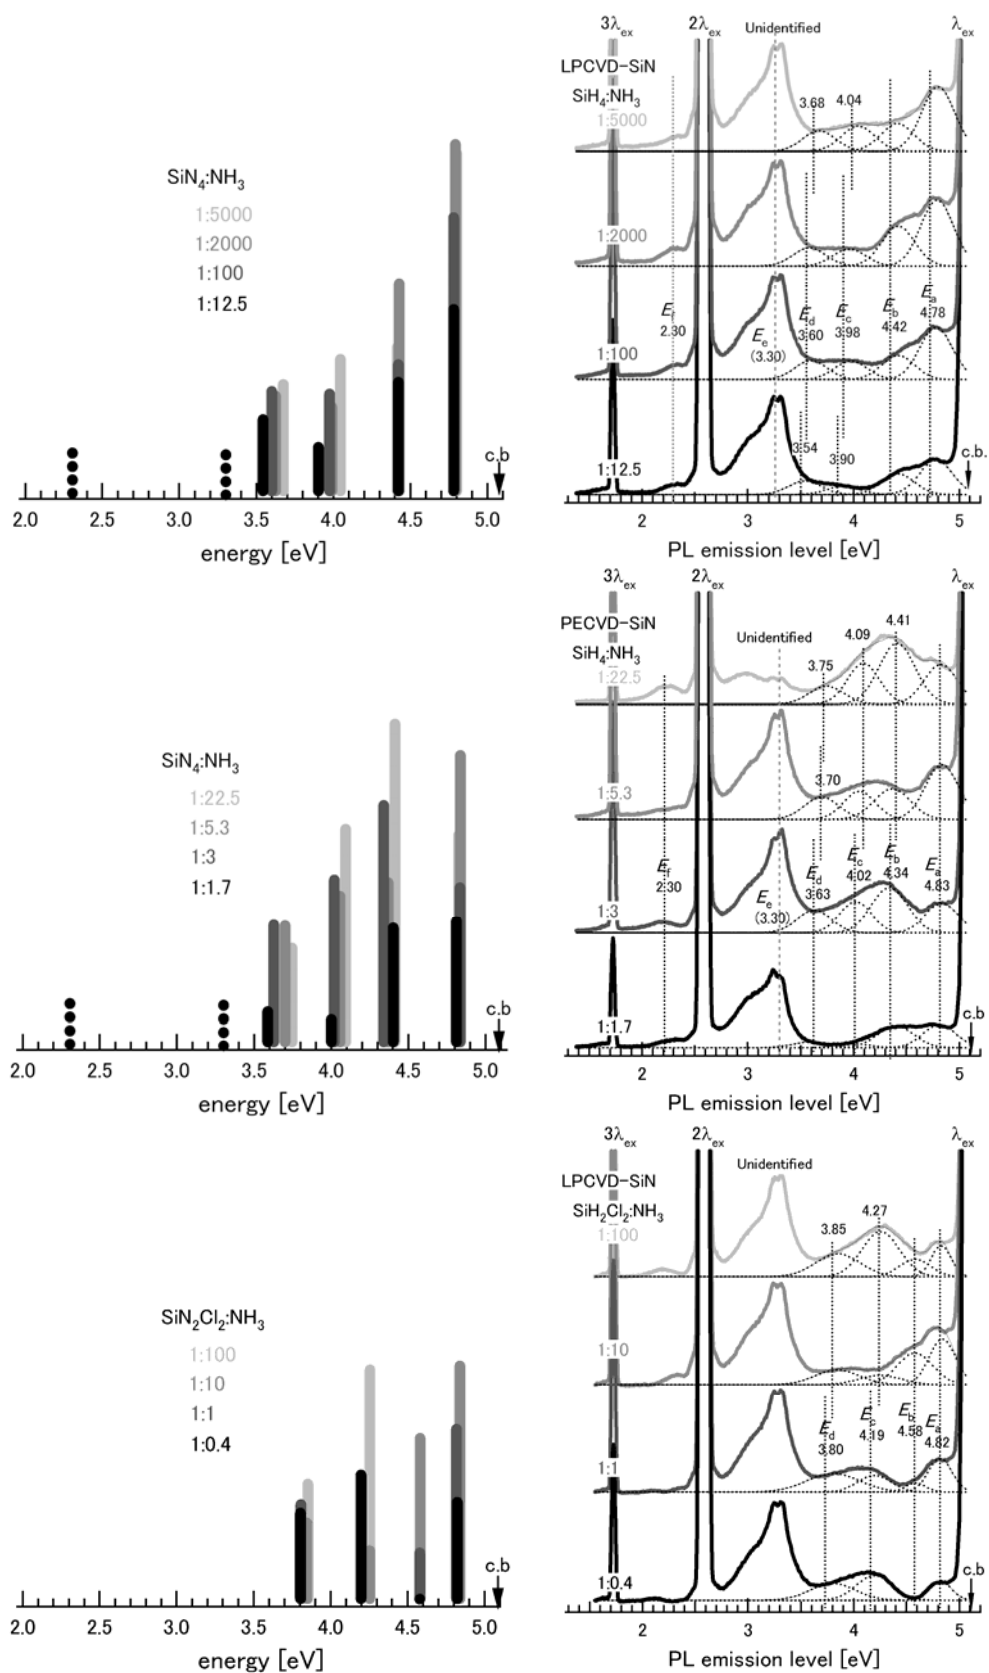 SiN4:NH3
1:5000
1:2000
1:100
1:12.5
c.b
2.0 2.5 3.0 3.5 4.0 4.5 5.0
energy [eV]
3λex 2λex Unidentified λex
LPCVD-SiN
SiH4:NH3
1:5000
3.68 4.04
1:2000
Ef 2.30
Ee (3.30)
Ed 3.60
Ec 3.98
Eb 4.42
Ea 4.78
1:100
3.54 3.90
1:12.5
c.b.
2 3 4 5
PL emission level [eV]
SiN4:NH3
1:22.5
1:5.3
1:3
1:1.7
c.b
2.0 2.5 3.0 3.5 4.0 4.5 5.0
energy [eV]
3λex 2λex λex
PECVD-SiN
Unidentified
SiH4:NH3
1:22.5
3.75 4.09 4.41
1:5.3
3.70
Ef 2.30
Ee (3.30)
Ed 3.63
Ec 4.02
Eb 4.34
Ea 4.83
1:3
1:1.7
c.b
2 3 4 5
PL emission level [eV]
SiN2Cl2:NH3
1:100
1:10
1:1
1:0.4
c.b
2.0 2.5 3.0 3.5 4.0 4.5 5.0
energy [eV]
3λex 2λex λex
Unidentified
LPCVD-SiN
SiH2Cl2:NH3
1:100
3.85 4.27
1:10
Ed 3.80
Ec 4.19
Eb 4.58
Ea 4.82
1:1
1:0.4
c.b
2 3 4 5
PL emission level [eV]